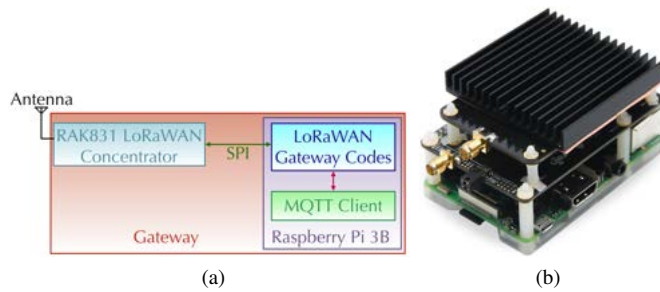 Antenna
RAK831 LoRaWAN
Concentrator
SPI
LoRaWAN
Gateway Codes
MQTT Client
Gateway
Raspberry Pi 3B
(a)
(b)